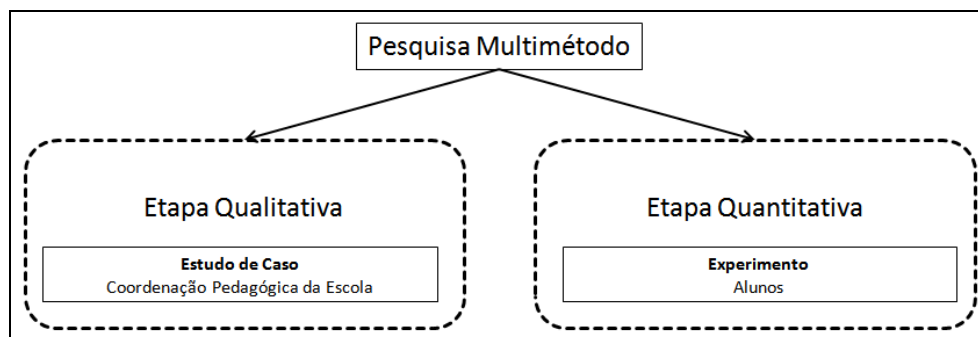 Pesquisa Multimétodo
Etapa Qualitativa
Estudo de Caso
Coordenação Pedagógica da Escola
Etapa Quantitativa
Experimento
Alunos